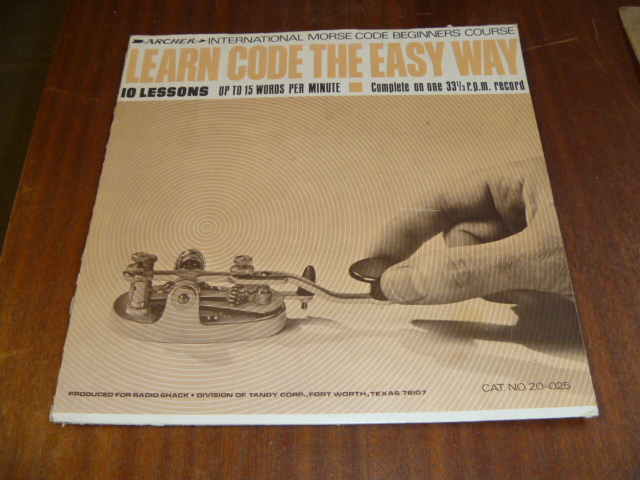 ARCHER INTERNATIONAL MORSE CODE BEGINNERS COURSE
LEARN CODE THE EASY WAY
10 LESSONS UP TO 15 WORDS PER MINUTE ■ Complete on one 33⅓ r.p.m. record
CAT. NO. 20-025
PRODUCED FOR RADIO SHACK • DIVISION OF TANDY CORP., FORT WORTH, TEXAS 76107